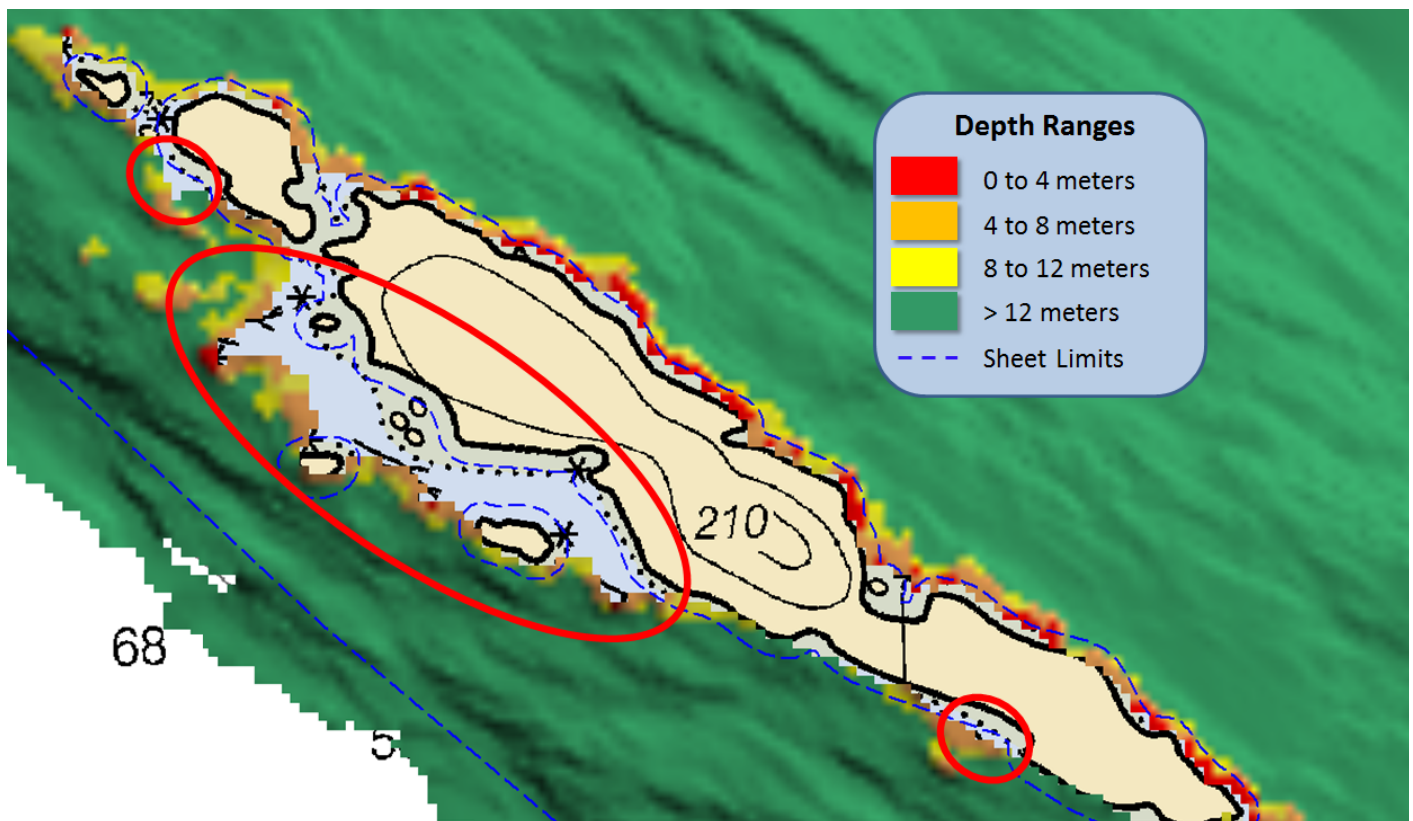 Depth Ranges
0 to 4 meters
4 to 8 meters
8 to 12 meters
> 12 meters
Sheet Limits
210
68
5